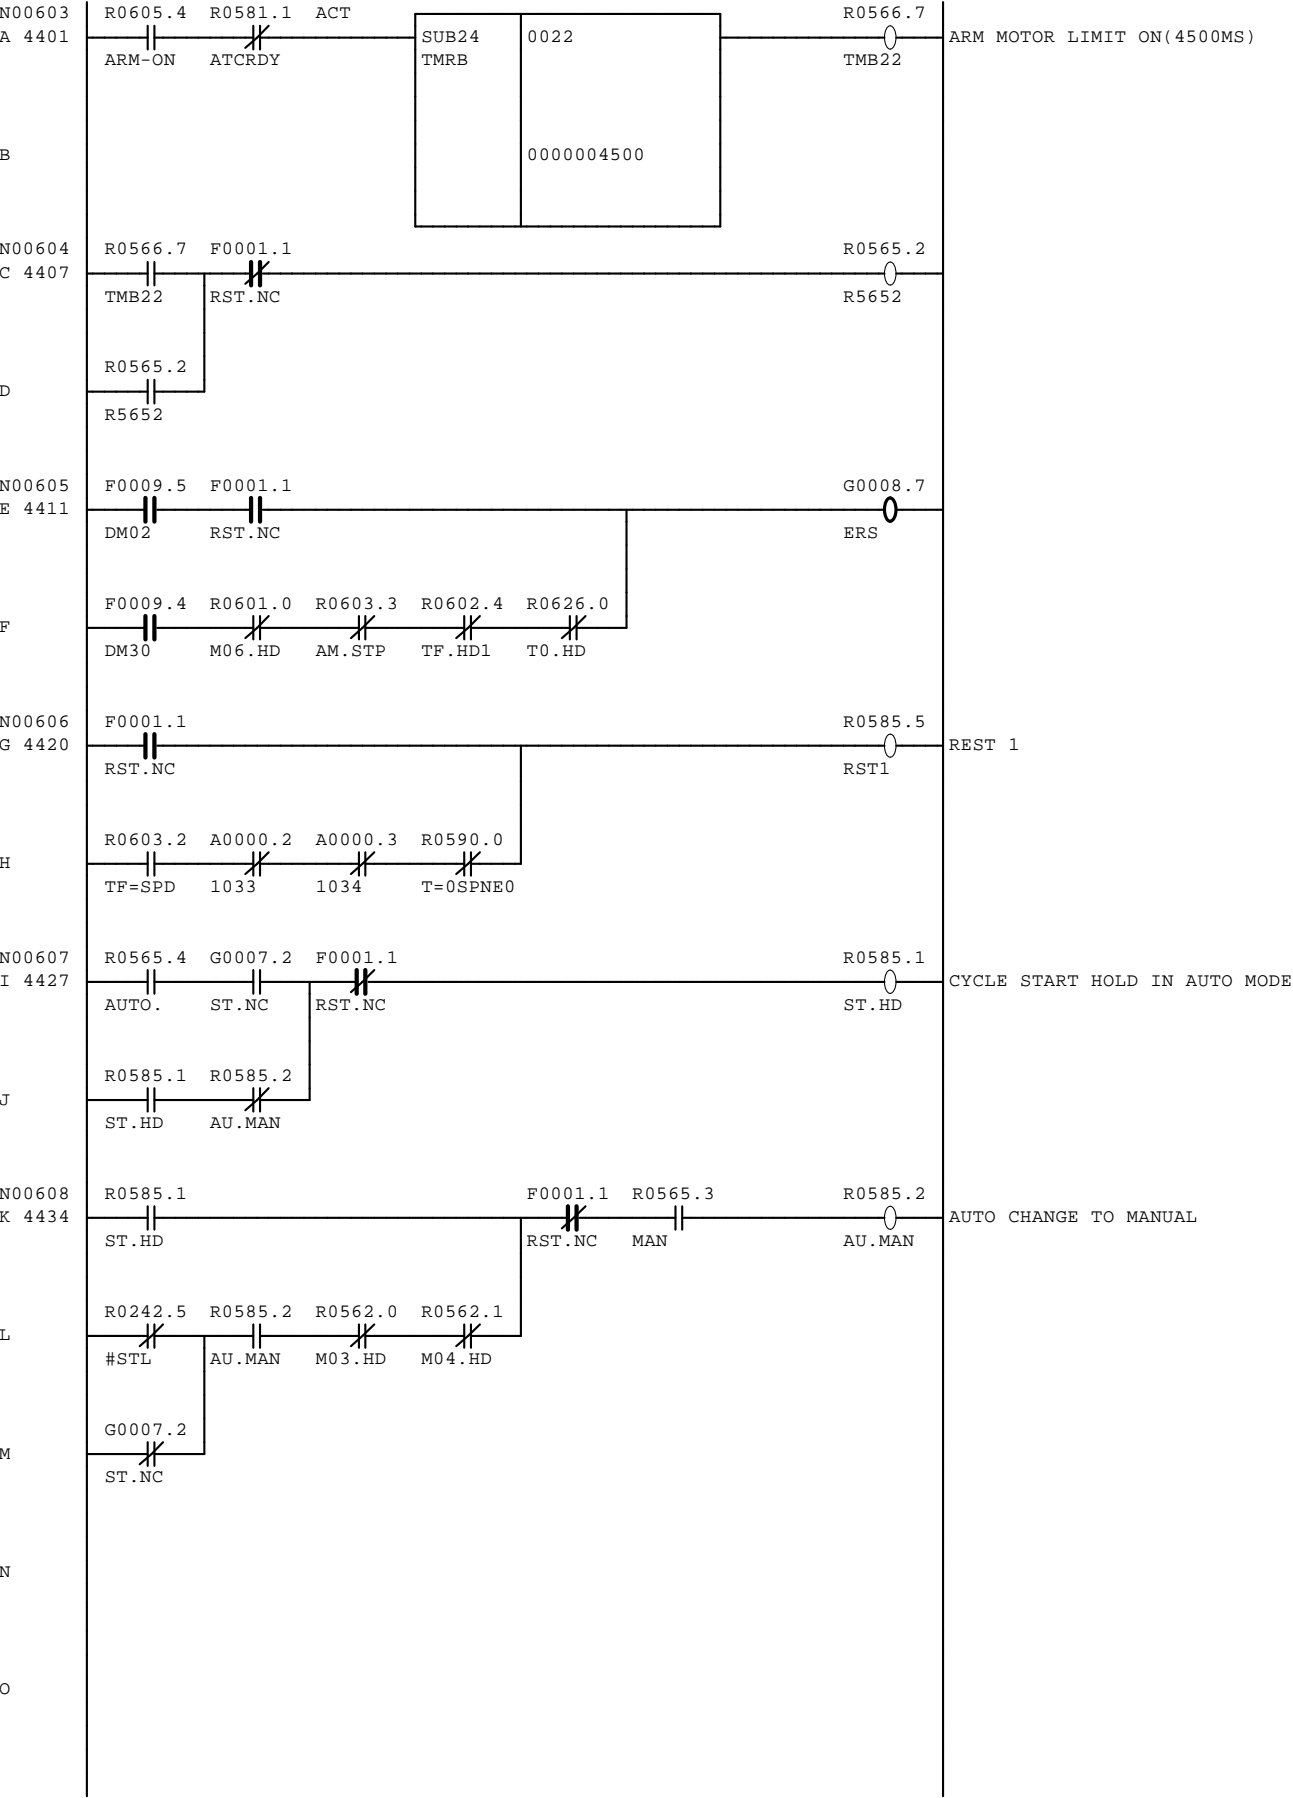 N00603 R0605.4 R0581.1 ACT R0566.7
A 4401 SUB24 0022 ARM MOTOR LIMIT ON(4500MS)
ARM-ON ATCRDY TMRB TMB22
B 0000004500
N00604 R0566.7 F0001.1 R0565.2
C 4407
TMB22 RST.NC R5652
R0565.2
D
R5652
N00605 F0009.5 F0001.1 G0008.7
E 4411
DM02 RST.NC ERS
F0009.4 R0601.0 R0603.3 R0602.4 R0626.0
F
DM30 M06.HD AM.STP TF.HD1 T0.HD
N00606 F0001.1 R0585.5
G 4420 REST 1
RST.NC RST1
R0603.2 A0000.2 A0000.3 R0590.0
H
TF=SPD 1033 1034 T=0SPNE0
N00607 R0565.4 G0007.2 F0001.1 R0585.1
I 4427 CYCLE START HOLD IN AUTO MODE
AUTO. ST.NC RST.NC ST.HD
R0585.1 R0585.2
J
ST.HD AU.MAN
N00608 R0585.1 F0001.1 R0565.3 R0585.2
K 4434 AUTO CHANGE TO MANUAL
ST.HD RST.NC MAN AU.MAN
R0242.5 R0585.2 R0562.0 R0562.1
L
#STL AU.MAN M03.HD M04.HD
G0007.2
M
ST.NC
N
O